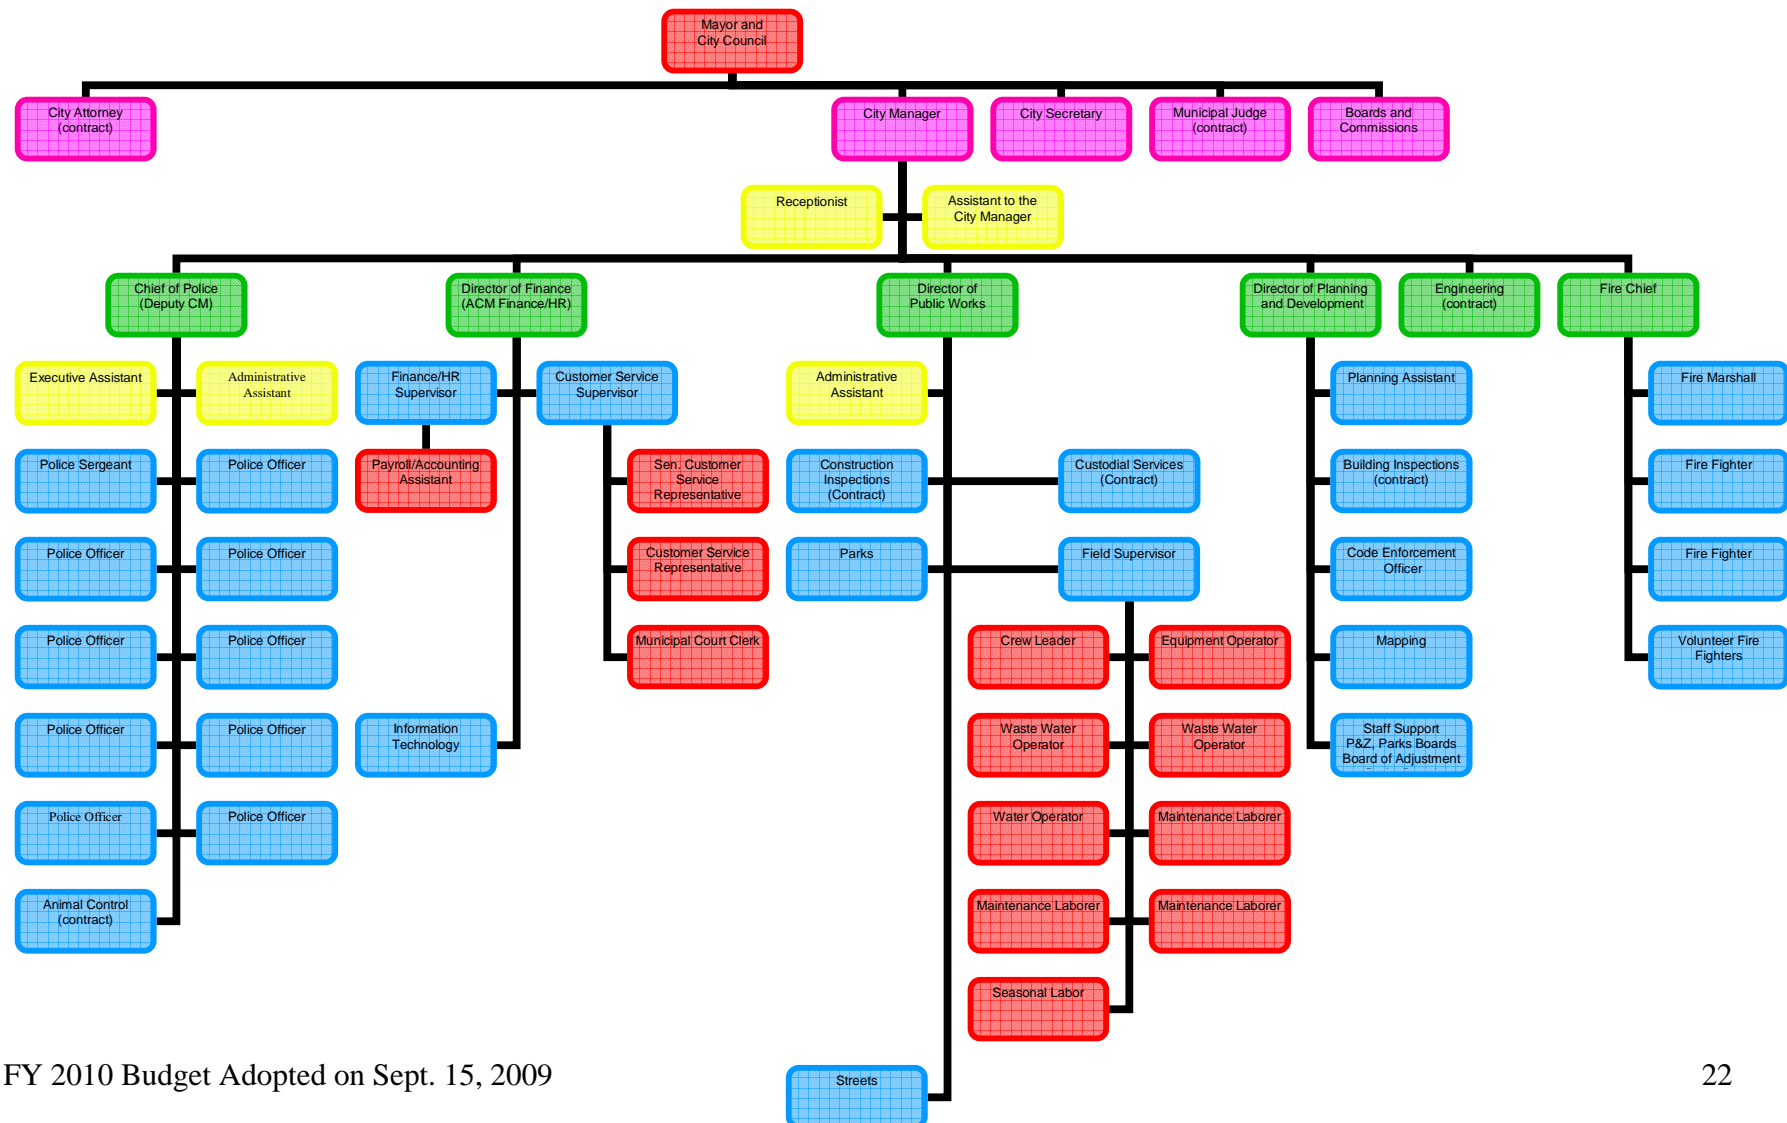 Mayor and
City Council
City Attorney
(contract)
City Manager
City Secretary
Municipal Judge
(contract)
Boards and
Commissions
Receptionist
Assistant to the
City Manager
Chief of Police
(Deputy CM)
Director of Finance
(ACM Finance/HR)
Director of
Public Works
Director of Planning
and Development
Engineering
(contract)
Fire Chief
Executive Assistant
Administrative
Assistant
Finance/HR
Supervisor
Customer Service
Supervisor
Administrative
Assistant
Planning Assistant
Fire Marshall
Police Sergeant
Police Officer
Payroll/Accounting
Assistant
Sen. Customer
Service
Representative
Construction
Inspections
(Contract)
Custodial Services
(Contract)
Building Inspections
(contract)
Fire Fighter
Police Officer
Police Officer
Customer Service
Representative
Parks
Field Supervisor
Code Enforcement
Officer
Fire Fighter
Police Officer
Police Officer
Municipal Court Clerk
Crew Leader
Equipment Operator
Mapping
Volunteer Fire
Fighters
Police Officer
Police Officer
Information
Technology
Waste Water
Operator
Waste Water
Operator
Staff Support
P&Z, Parks Boards
Board of Adjustment
Police Officer
Police Officer
Water Operator
Maintenance Laborer
Animal Control
(contract)
Maintenance Laborer
Maintenance Laborer
Seasonal Labor
Streets
FY 2010 Budget Adopted on Sept. 15, 2009
22